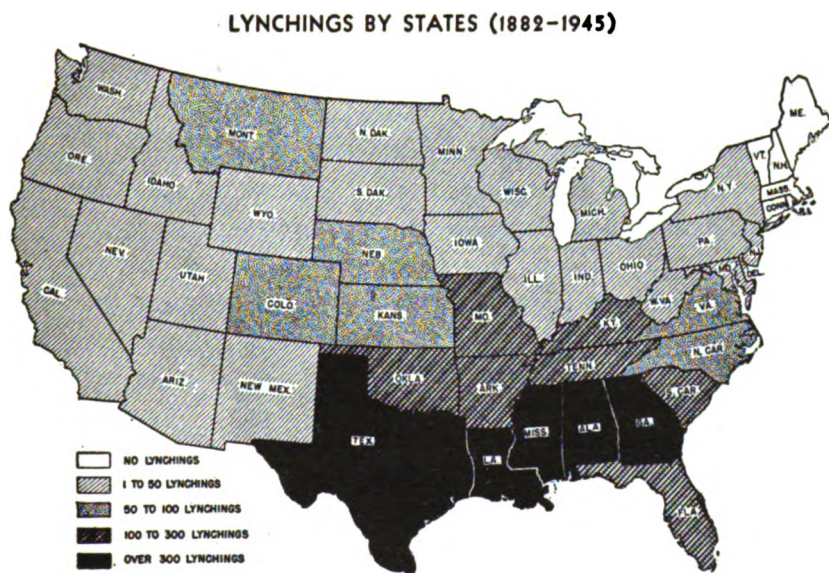 LYNCHINGS BY STATES (1882–1945)
WASH.
ORE.
IDAHO
MONT.
N. DAK.
MINN.
WISC.
MICH.
N.Y.
VT.
N.H.
ME.
MASS.
CONN.
R.I.
WYO.
S. DAK.
NEB.
IOWA
ILL.
IND.
OHIO
PA.
N.J.
MD.
DEL.
W.VA.
VA.
NEV.
UTAH
COLO.
KANS.
MO.
KY.
CAL.
ARIZ.
NEW MEX.
OKLA.
ARK.
TENN.
N. CAR.
S. CAR.
TEX.
LA.
MISS.
ALA.
GA.
FLA.
NO LYNCHINGS
1 TO 50 LYNCHINGS
50 TO 100 LYNCHINGS
100 TO 300 LYNCHINGS
OVER 300 LYNCHINGS